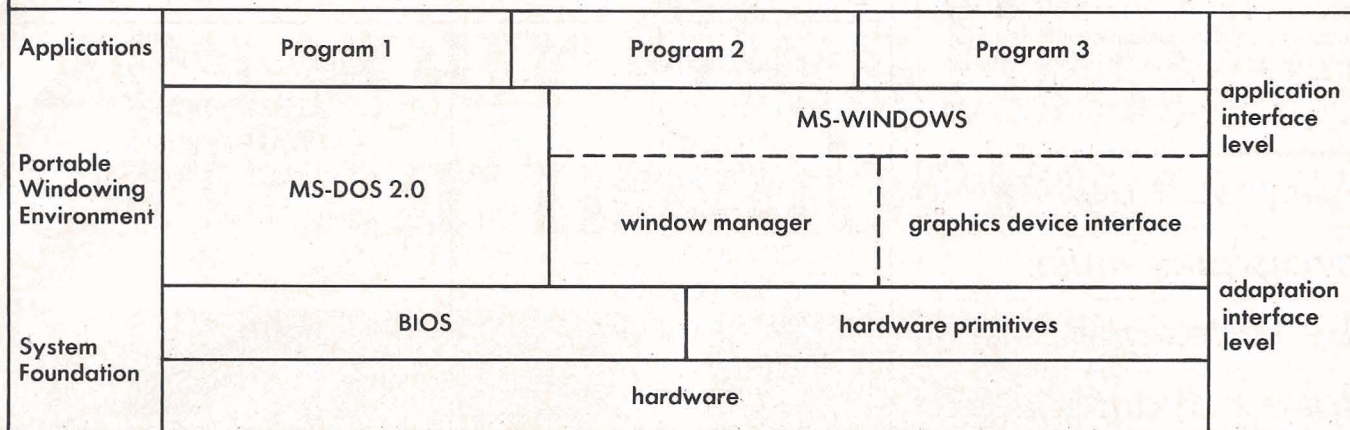 Applications
Program 1
Program 2
Program 3
application
interface
level
Portable
Windowing
Environment
MS-DOS 2.0
MS-WINDOWS
window manager
graphics device interface
adaptation
interface
level
System
Foundation
BIOS
hardware primitives
hardware